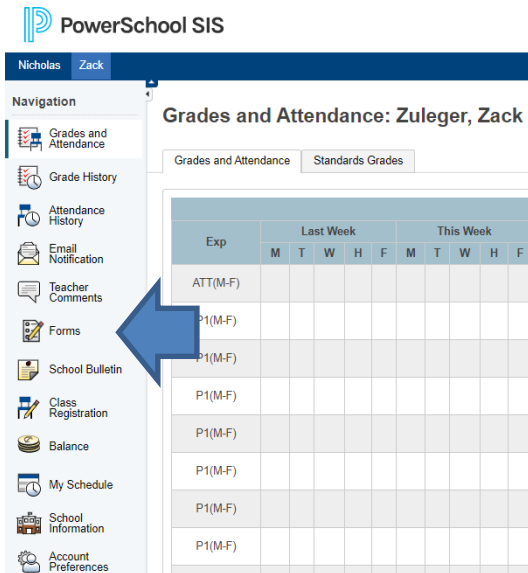 PowerSchool SIS
Nicholas Zack
Navigation
Grades and
Attendance
Grade History
Attendance
History
Email
Notification
Teacher
Comments
Forms
School Bulletin
Class
Registration
Balance
My Schedule
School
Information
Account
Preferences
Grades and Attendance: Zuleger, Zack
Grades and Attendance Standards Grades
Exp Last Week This Week
M T W H F M T W H F
ATT(M-F)
P1(M-F)
P1(M-F)
P1(M-F)
P1(M-F)
P1(M-F)
P1(M-F)
P1(M-F)